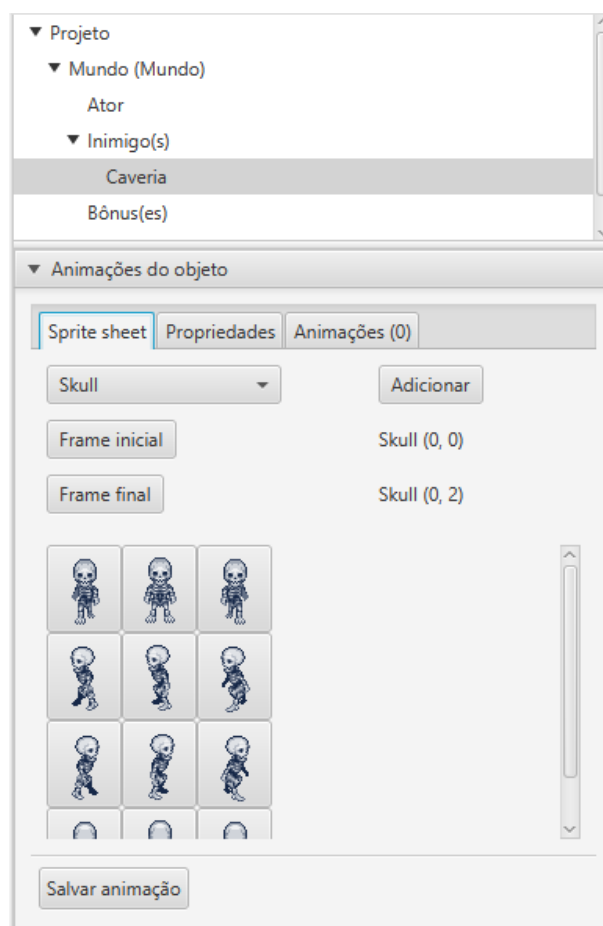 Projeto
Mundo (Mundo)
Ator
Inimigo(s)
Caveria
Bônus(es)
Animações do objeto
Sprite sheet Propriedades Animações (0)
Skull Adicionar
Frame inicial Skull (0, 0)
Frame final Skull (0, 2)
Salvar animação